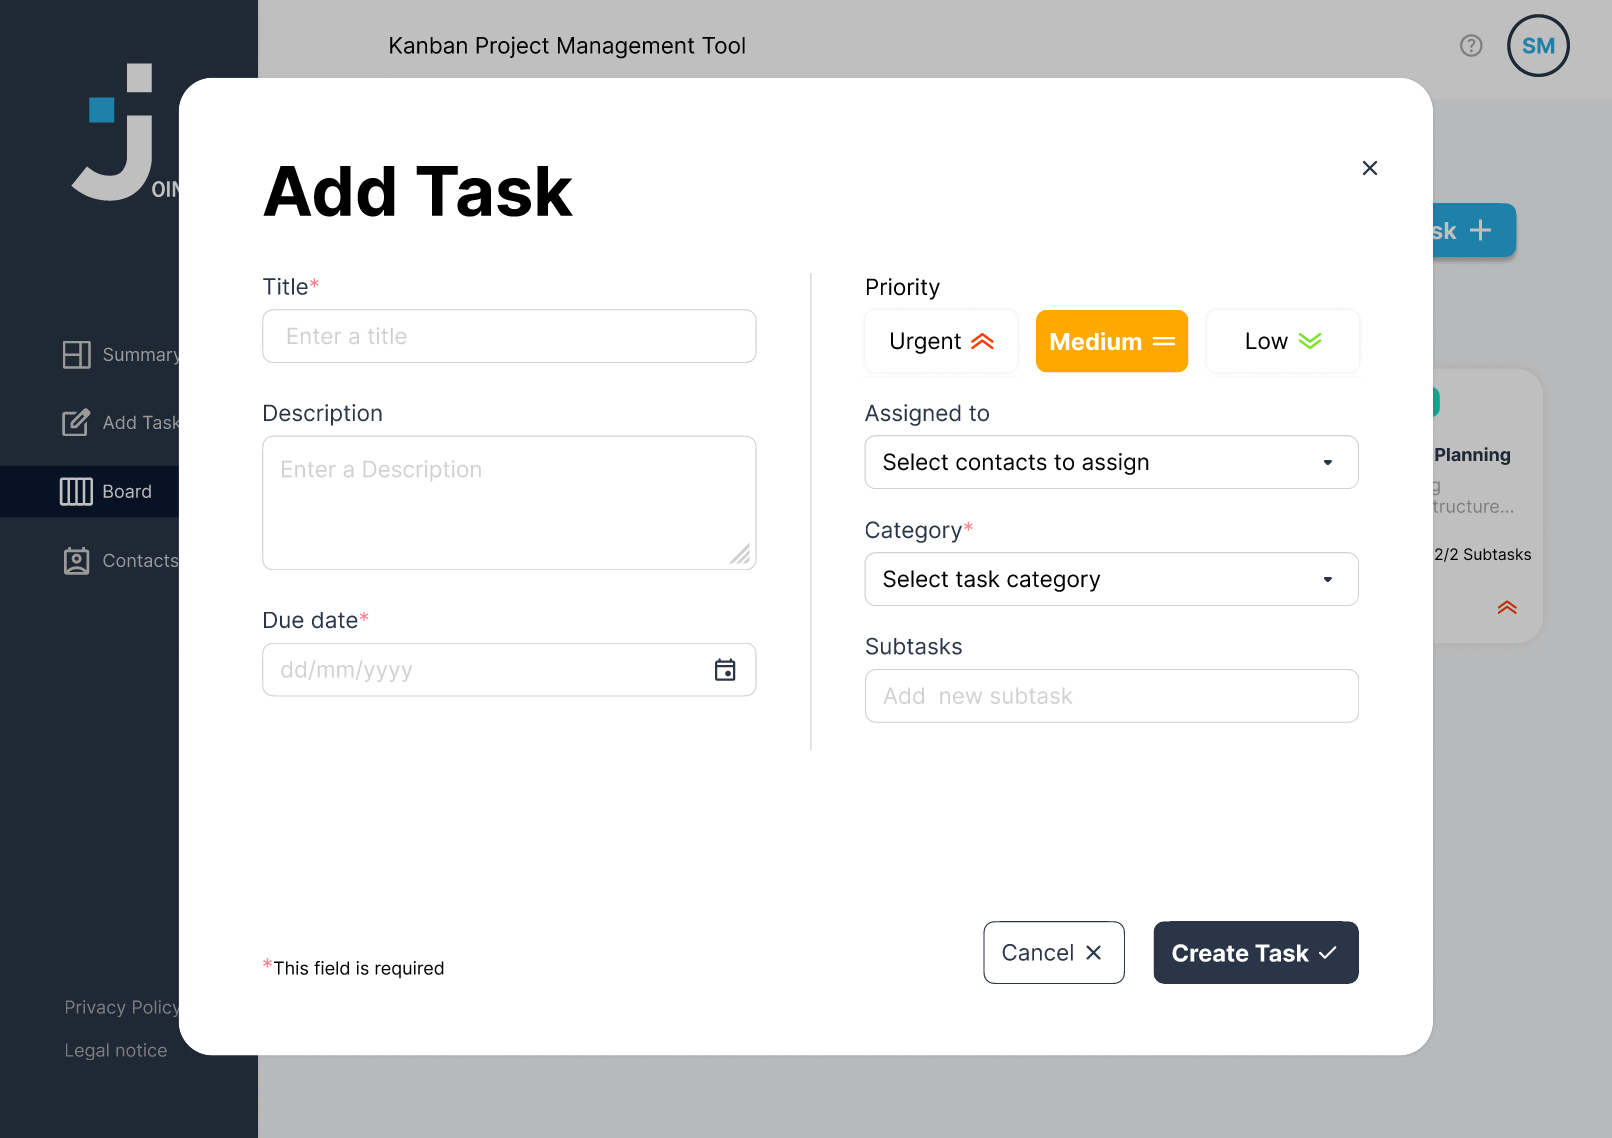 Kanban Project Management Tool
SM
Add Task
sk
Title*
Enter a title
Description
Enter a Description
Due date*
dd/mm/yyyy
Priority
Urgent
Medium
Low
Assigned to
Select contacts to assign
Category*
Select task category
Subtasks
Add new subtask
*This field is required
Cancel
Create Task
Summary
Add Task
Board
Contacts
Privacy Policy
Legal notice
Planning
g
tructure...
2/2 Subtasks